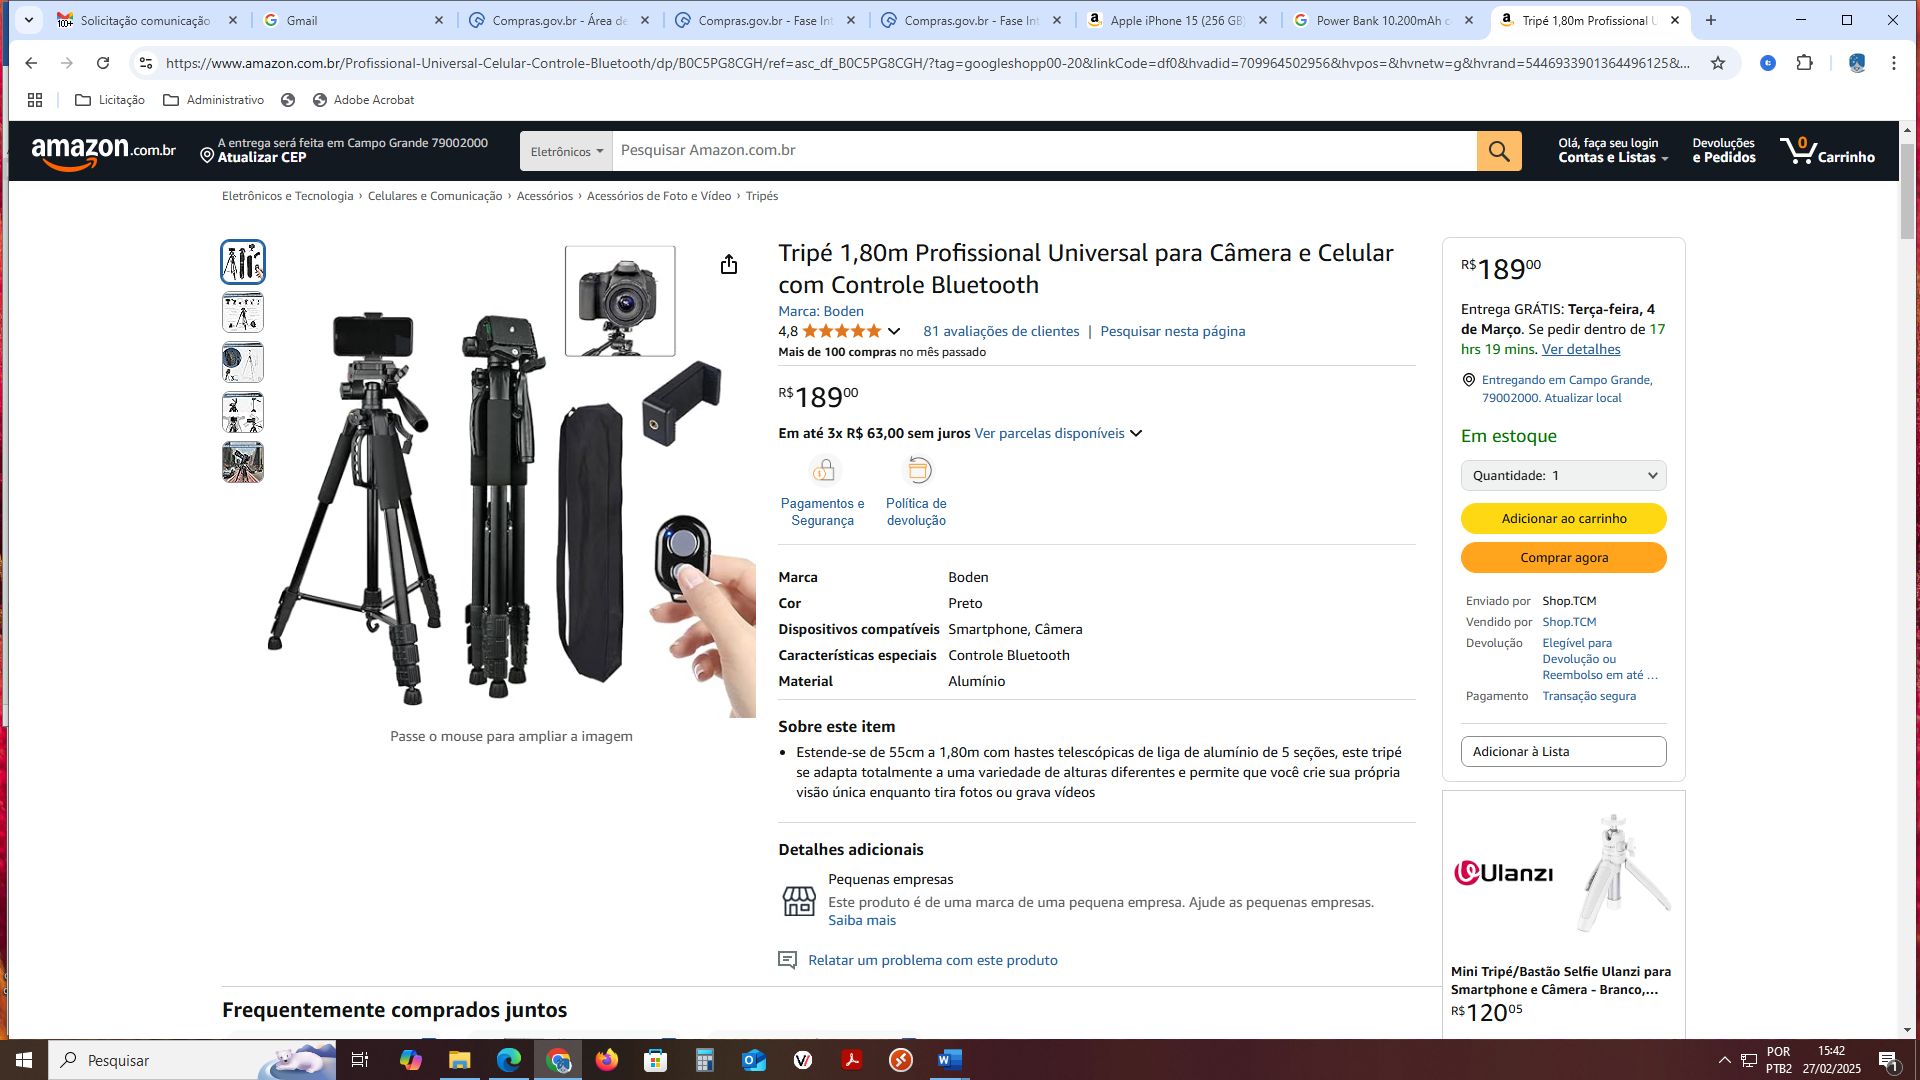 Solicitação comunicação
Gmail
Compras.gov.br - Área de
Compras.gov.br - Fase Int
Compras.gov.br - Fase Int
Apple iPhone 15 (256 GB)
Power Bank 10.200mAh c
Tripé 1,80m Profissional U
https://www.amazon.com.br/Profissional-Universal-Celular-Controle-Bluetooth/dp/B0C5PG8CGH/ref=asc_df_B0C5PG8CGH/?tag=googleshopp00-20&linkCode=df0&hvadid=709964502956&hvpos=&hvnetw=g&hvrand=5446933901364496125&...
Licitação
Administrativo
Adobe Acrobat
amazon.com.br
A entrega será feita em Campo Grande 79002000
Atualizar CEP
Eletrônicos
Pesquisar Amazon.com.br
Olá, faça seu login
Contas e Listas
Devoluções
e Pedidos
0
Carrinho
Eletrônicos e Tecnologia › Celulares e Comunicação › Acessórios › Acessórios de Foto e Vídeo › Tripés
Passe o mouse para ampliar a imagem
Tripé 1,80m Profissional Universal para Câmera e Celular
com Controle Bluetooth
Marca: Boden
4,8
81 avaliações de clientes | Pesquisar nesta página
Mais de 100 compras no mês passado
R$ 189 00
Em até 3x R$ 63,00 sem juros Ver parcelas disponíveis
Pagamentos e
Segurança
Política de
devolução
Marca Boden
Cor Preto
Dispositivos compatíveis Smartphone, Câmera
Características especiais Controle Bluetooth
Material Alumínio
Sobre este item
• Estende-se de 55cm a 1,80m com hastes telescópicas de liga de alumínio de 5 seções, este tripé
se adapta totalmente a uma variedade de alturas diferentes e permite que você crie sua própria
visão única enquanto tira fotos ou grava vídeos
Detalhes adicionais
Pequenas empresas
Este produto é de uma marca de uma pequena empresa. Ajude as pequenas empresas.
Saiba mais
Relatar um problema com este produto
Frequentemente comprados juntos
R$ 189 00
Entrega GRÁTIS: Terça-feira, 4
de Março. Se pedir dentro de 17
hrs 19 mins. Ver detalhes
Entregando em Campo Grande,
79002000. Atualizar local
Em estoque
Quantidade: 1
Adicionar ao carrinho
Comprar agora
Enviado por Shop.TCM
Vendido por Shop.TCM
Devolução Elegível para
Devolução ou
Reembolso em até ...
Pagamento Transação segura
Adicionar à Lista
Ulanzi
Mini Tripé/Bastão Selfie Ulanzi para
Smartphone e Câmera - Branco,...
R$ 120 05
Pesquisar
POR
PTB2
15:42
27/02/2025
1